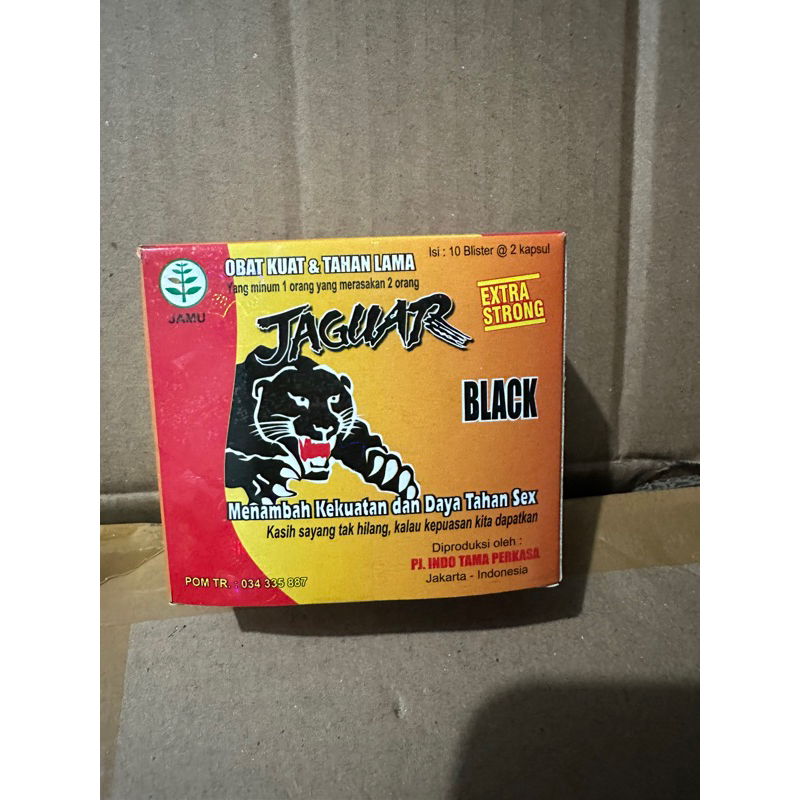 OBAT KUAT & TAHAN LAMA
Yang minum 1 orang yang merasakan 2 orang
Isi : 10 Blister @ 2 kapsul
JAMU
JAGUAR
EXTRA
STRONG
BLACK
Menambah Kekuatan dan Daya Tahan Sex
Kasih sayang tak hilang, kalau kepuasan kita dapatkan
Diproduksi oleh :
PJ. INDO TAMA PERKASA
Jakarta - Indonesia
POM TR. : 034 335 887